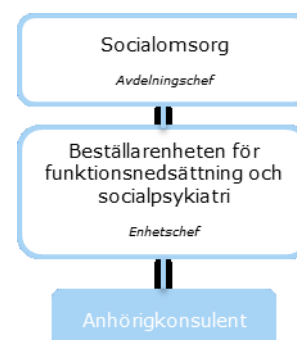 Socialomsorg
Avdelningschef
Beställarenheten för
funktionsnedsättning och
socialpsykiatri
Enhetschef
Anhörigkonsulent